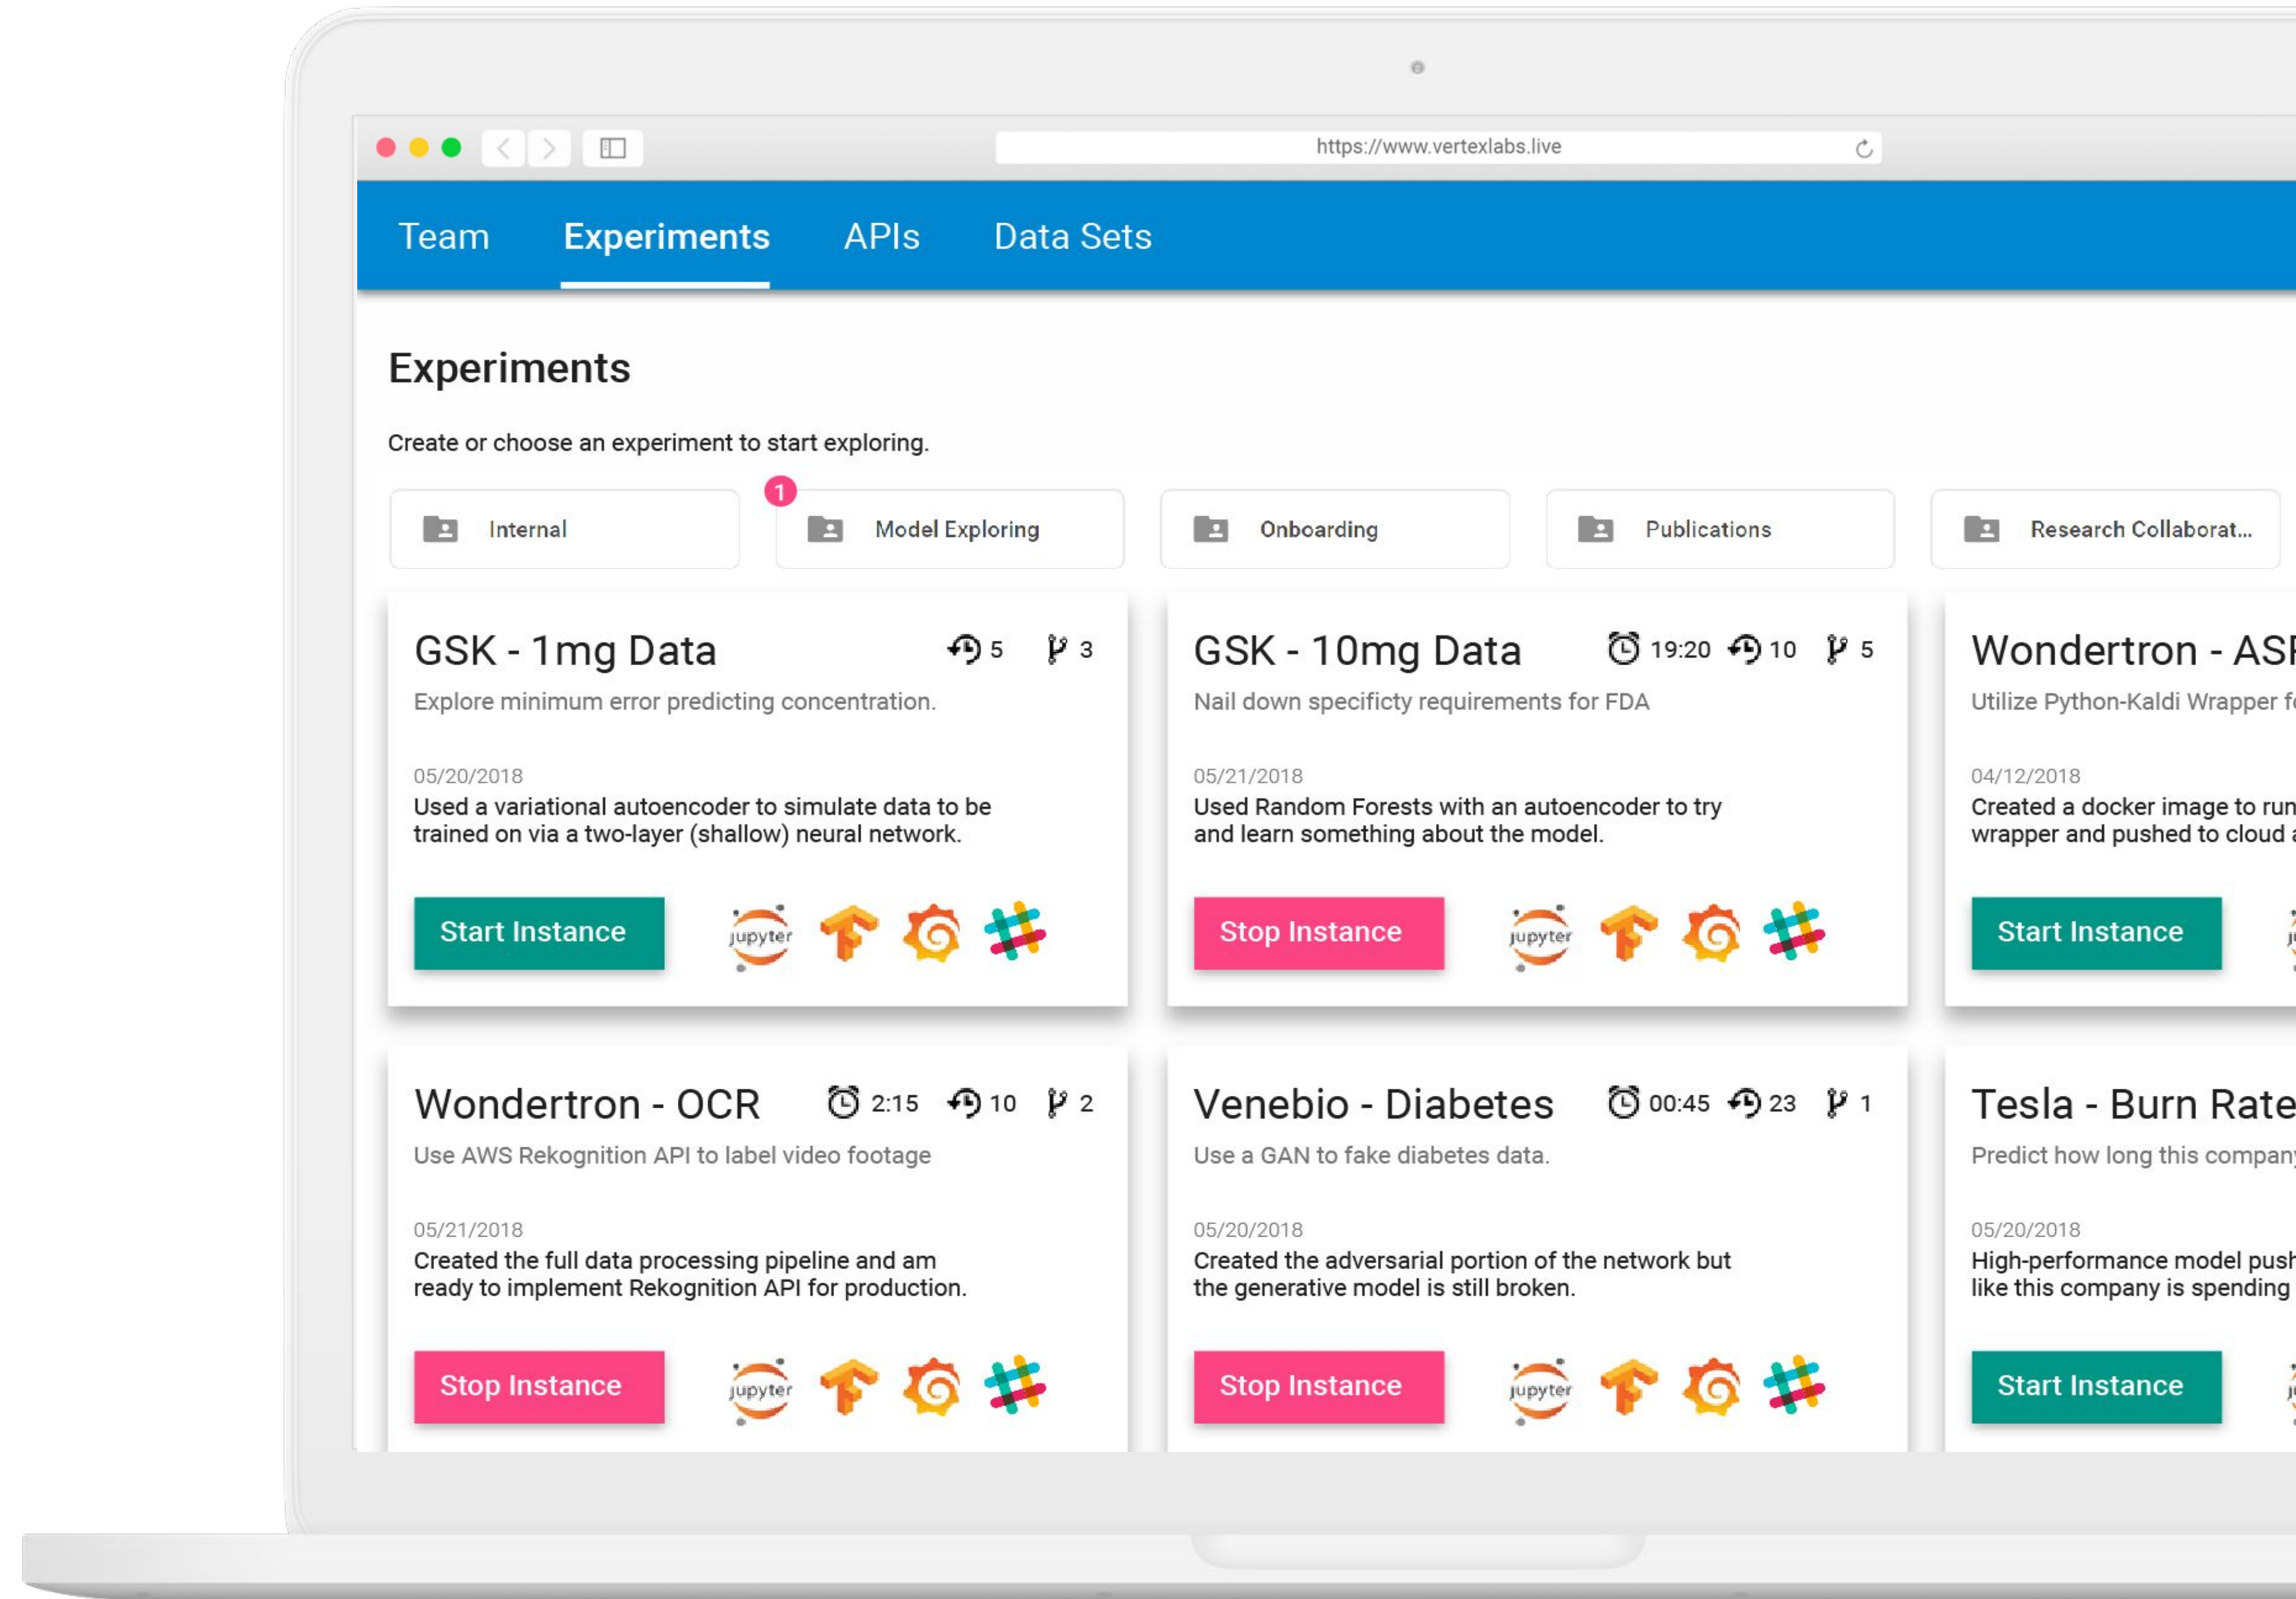 https://www.vertexlabs.live
Team Experiments APIs Data Sets
Experiments
Create or choose an experiment to start exploring.
1
Internal Model Exploring Onboarding Publications Research Collaborat...
GSK - 1mg Data 5 3
Explore minimum error predicting concentration.
05/20/2018
Used a variational autoencoder to simulate data to be
trained on via a two-layer (shallow) neural network.
Start Instance jupyter
GSK - 10mg Data 19:20 10 5
Nail down specificty requirements for FDA
05/21/2018
Used Random Forests with an autoencoder to try
and learn something about the model.
Stop Instance jupyter
Wondertron -
Utilize Python-Kaldi Wrapper
04/12/2018
Created a docker image to run
wrapper and pushed to cloud
Start Instance
Wondertron - OCR 2:15 10 2
Use AWS Rekognition API to label video footage
05/21/2018
Created the full data processing pipeline and am
ready to implement Rekognition API for production.
Stop Instance jupyter
Venebio - Diabetes 00:45 23 1
Use a GAN to fake diabetes data.
05/20/2018
Created the adversarial portion of the network but
the generative model is still broken.
Stop Instance jupyter
Tesla - Burn Rate
Predict how long this company
05/20/2018
High-performance model
like this company is spending
Start Instance